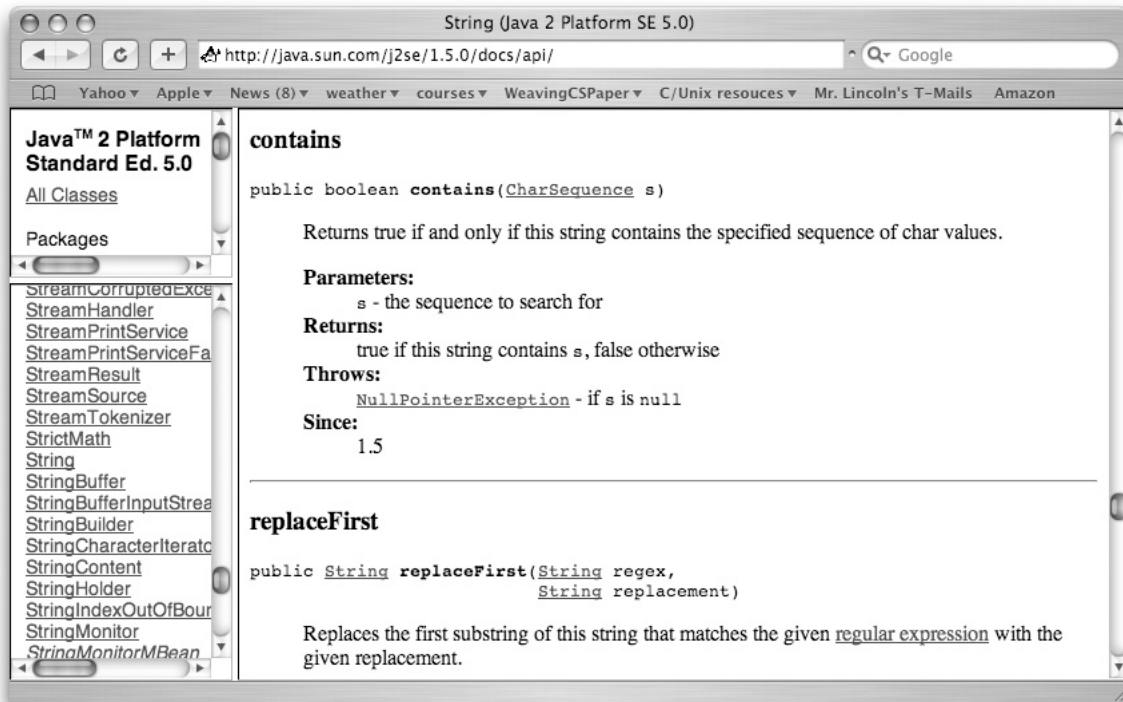 String (Java 2 Platform SE 5.0)
http://java.sun.com/j2se/1.5.0/docs/api/
Google
Yahoo News (8) weather courses WeavingCSPaper C/Unix resouces Mr. Lincoln's T-Mails Amazon
Java™ 2 Platform
Standard Ed. 5.0
All Classes
Packages
StreamCorruptedExce
StreamHandler
StreamPrintService
StreamPrintServiceFa
StreamResult
StreamSource
StreamTokenizer
StrictMath
String
StringBuffer
StringBufferInputStrea
StringBuilder
StringCharacterIterato
StringContent
StringHolder
StringIndexOutOfBour
StringMonitor
StringMonitorMBean
contains
public boolean contains(CharSequence s)
Returns true if and only if this string contains the specified sequence of char values.
Parameters:
s - the sequence to search for
Returns:
true if this string contains s, false otherwise
Throws:
NullPointerException - if s is null
Since:
1.5
replaceFirst
public String replaceFirst(String regex,
String replacement)
Replaces the first substring of this string that matches the given regular expression with the
given replacement.